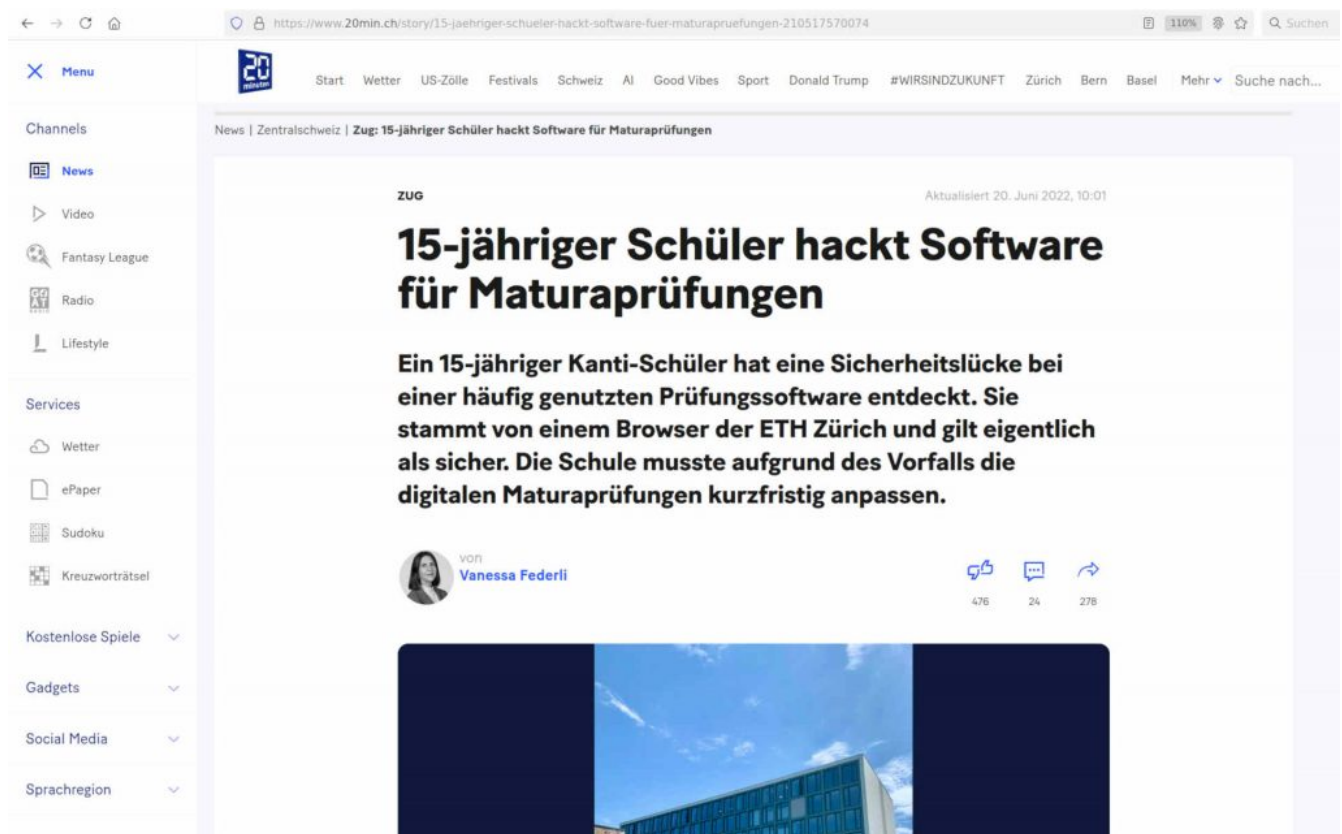 https://www.20min.ch/story/15-jaehriger-schueler-hackt-software-fuer-maturapruefungen-210517570074
110%
Suchen
Menu
20
minuten
Start Wetter US-Zölle Festivals Schweiz AI Good Vibes Sport Donald Trump #WIRSINDZUKUNFT Zürich Bern Basel Mehr Suche nach...
Channels
News
Video
Fantasy League
Radio
Lifestyle
Services
Wetter
ePaper
Sudoku
Kreuzworträtsel
Kostenlose Spiele
Gadgets
Social Media
Sprachregion
News | Zentralschweiz | Zug: 15-jähriger Schüler hackt Software für Maturaprüfungen
ZUG
Aktualisiert 20. Juni 2022, 10:01
15-jähriger Schüler hackt Software
für Maturaprüfungen
Ein 15-jähriger Kanti-Schüler hat eine Sicherheitslücke bei
einer häufig genutzten Prüfungssoftware entdeckt. Sie
stammt von einem Browser der ETH Zürich und gilt eigentlich
als sicher. Die Schule musste aufgrund des Vorfalls die
digitalen Maturaprüfungen kurzfristig anpassen.
von
Vanessa Federli
476 24 278